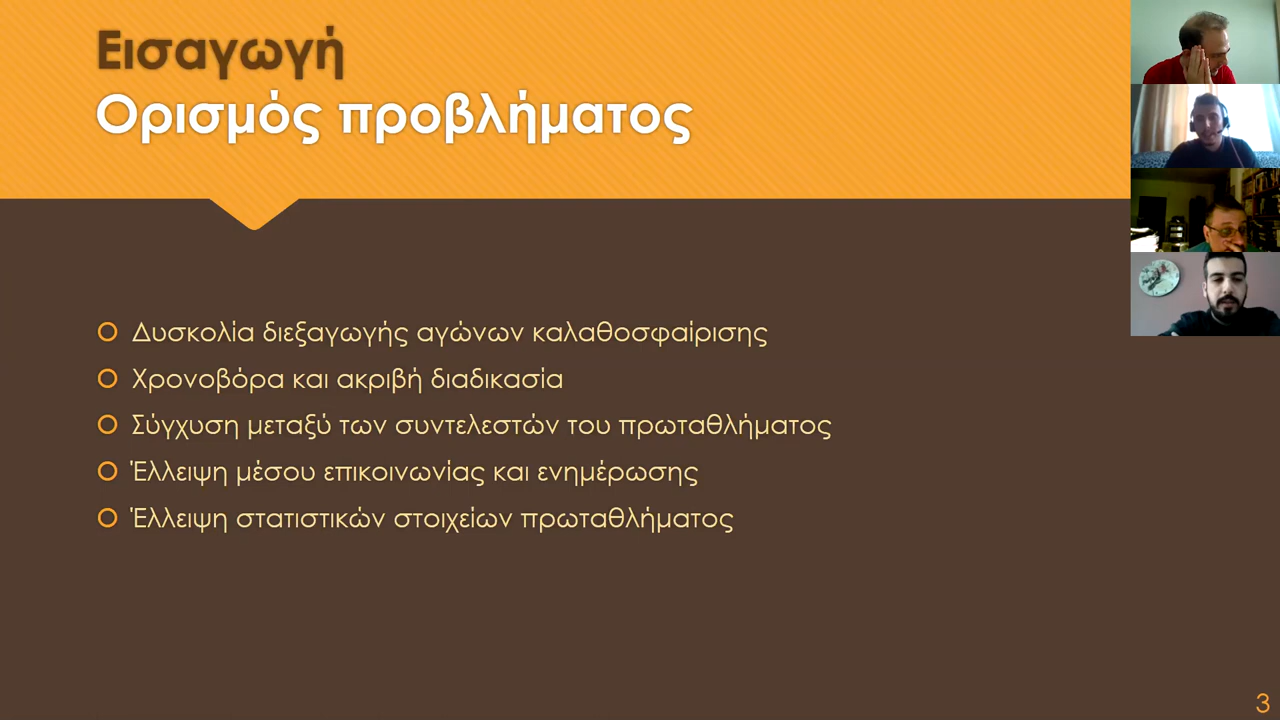 Εισαγωγή
Ορισμός προβλήματος
Δυσκολία διεξαγωγής αγώνων καλαθοσφαίρισης
Χρονοβόρα και ακριβή διαδικασία
Σύγχυση μεταξύ των συντελεστών του πρωταθλήματος
Έλλειψη μέσου επικοινωνίας και ενημέρωσης
Έλλειψη στατιστικών στοιχείων πρωταθλήματος
3